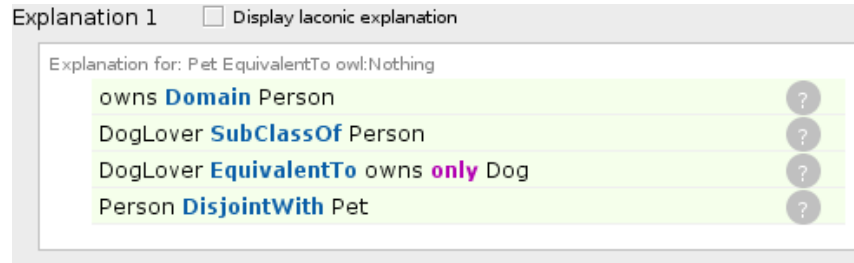 Explanation 1 Display laconic explanation
Explanation for: Pet EquivalentTo owl:Nothing
owns Domain Person ?
DogLover SubClassOf Person ?
DogLover EquivalentTo owns only Dog ?
Person DisjointWith Pet ?